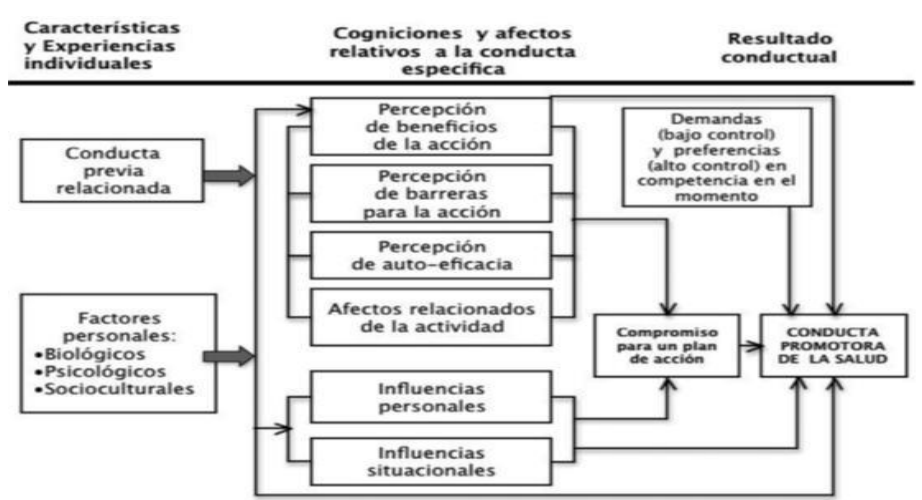 Características
y Experiencias
individuales
Cogniciones y afectos
relativos a la conducta
especifica
Resultado
conductual
Conducta
previa
relacionada
Factores
personales:
•Biológicos
•Psicológicos
•Socioculturales
Percepción
de beneficios
de la acción
Percepción
de barreras
para la acción
Percepción
de auto-eficacia
Afectos relacionados
de la actividad
Influencias
personales
Influencias
situacionales
Demandas
(bajo control)
y preferencias
(alto control) en
competencia en el
momento
Compromiso
para un plan
de acción
CONDUCTA
PROMOTORA
DE LA SALUD